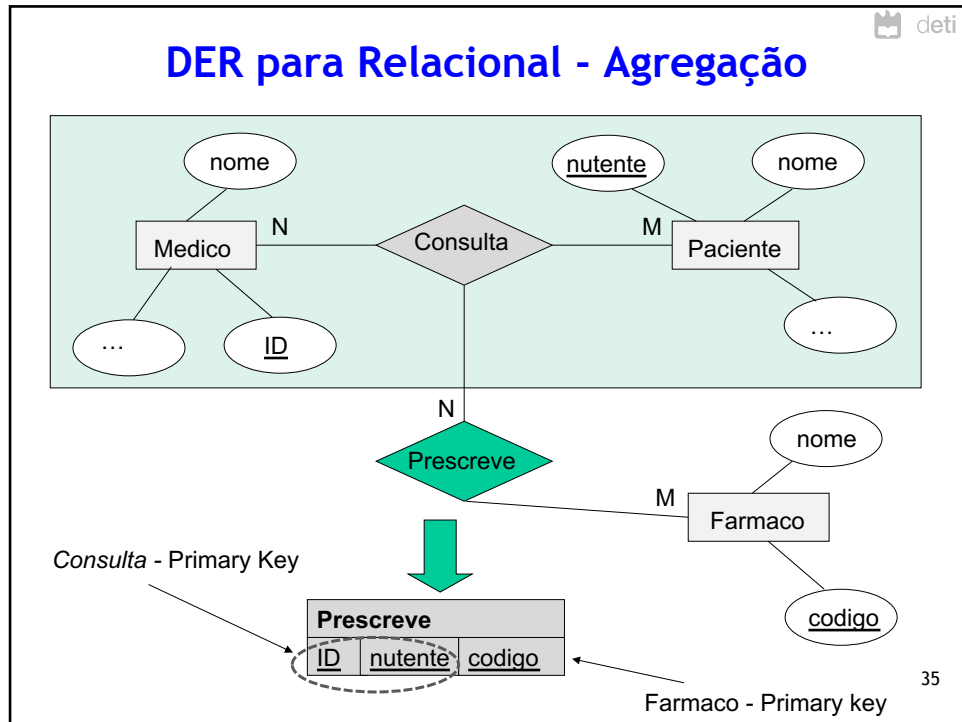 deti
DER para Relacional - Agregação
nome
nutente
nome
N
Consulta
M
Medico
Paciente
...
ID
...
N
Prescreve
nome
M
Farmaco
Consulta - Primary Key
codigo
Prescreve
ID nutente codigo
35
Farmaco - Primary key